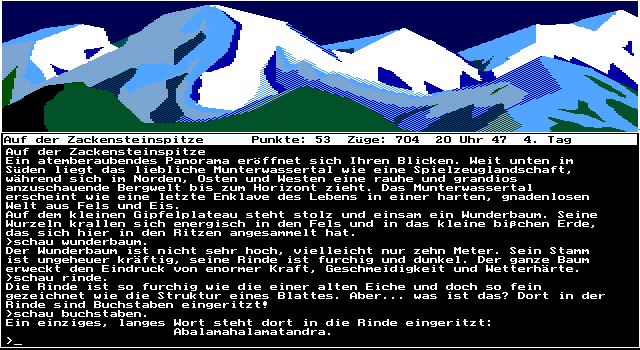 Auf der Zackensteinspitze Punkte: 53 Züge: 704 20 Uhr 47 4. Tag
Auf der Zackensteinspitze
Ein atemberaubendes Panorama eröffnet sich Ihren Blicken. Weit unten im
Süden liegt das liebliche Munterwassertal wie eine Spielzeuglandschaft,
während sich im Norden, Osten und Westen eine rauhe und grandios
anzuschauende Bergwelt bis zum Horizont zieht. Das Munterwassertal
erscheint wie eine letzte Enklave des Lebens in einer harten, gnadenlosen
Welt aus Fels und Eis.
Auf dem kleinen Gipfelplateau steht stolz und einsam ein Wunderbaum. Seine
Wurzeln krallen sich energisch in den Fels und in das kleine bißchen Erde,
das sich hier in den Ritzen angesammelt hat.
>schau wunderbaum.
Der Wunderbaum ist nicht sehr hoch, vielleicht nur zehn Meter. Sein Stamm
ist ungeheuer kräftig, seine Rinde ist furchig und dunkel. Der ganze Baum
erweckt den Eindruck von enormer Kraft, Geschmeidigkeit und Wetterhärte.
>schau rinde.
Die Rinde ist so furchig wie die einer alten Eiche und doch so fein
gezeichnet wie die Struktur eines Blattes. Aber... was ist das? Dort in der
Rinde sind Buchstaben eingeritzt!
>schau buchstaben.
Ein einziges, langes Wort steht dort in die Rinde eingeritzt:
Abalamahalamatandra.
>_